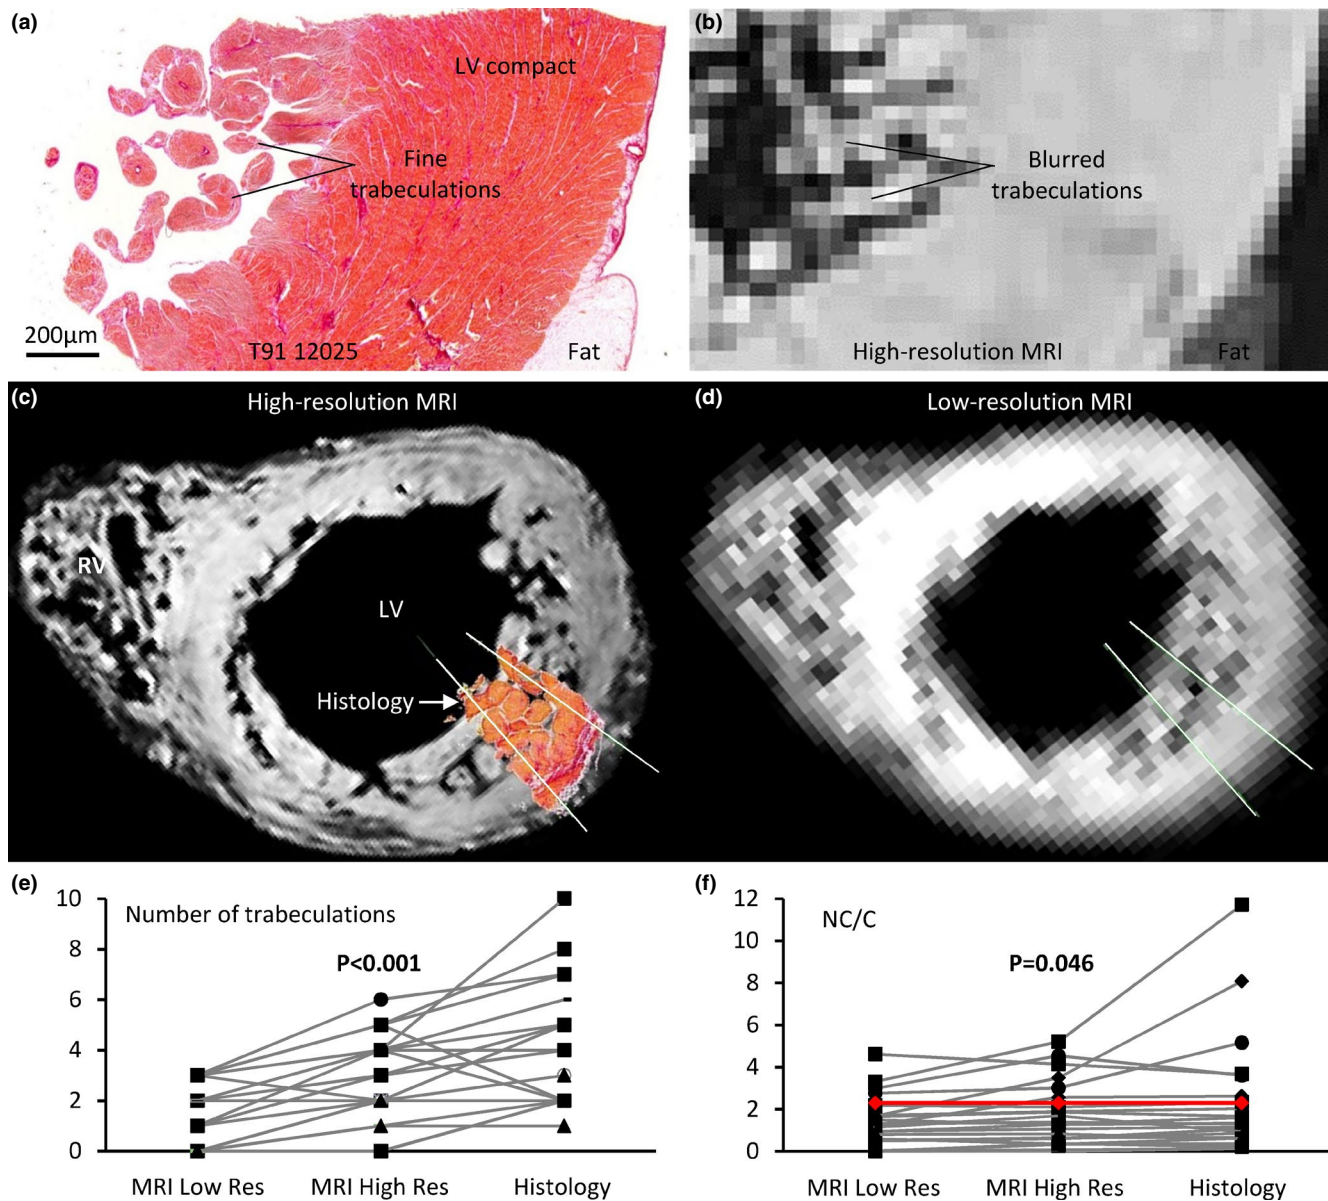 (a)
LV compact
Fine
trabeculations
200µm
T91 12025
Fat
(b)
Blurred
trabeculations
High-resolution MRI
Fat
(c)
High-resolution MRI
RV
LV
Histology
(d)
Low-resolution MRI
(e)
Number of trabeculations
P<0.001
10
8
6
4
2
0
MRI Low Res
MRI High Res
Histology
(f)
NC/C
P=0.046
12
10
8
6
4
2
0
MRI Low Res
MRI High Res
Histology